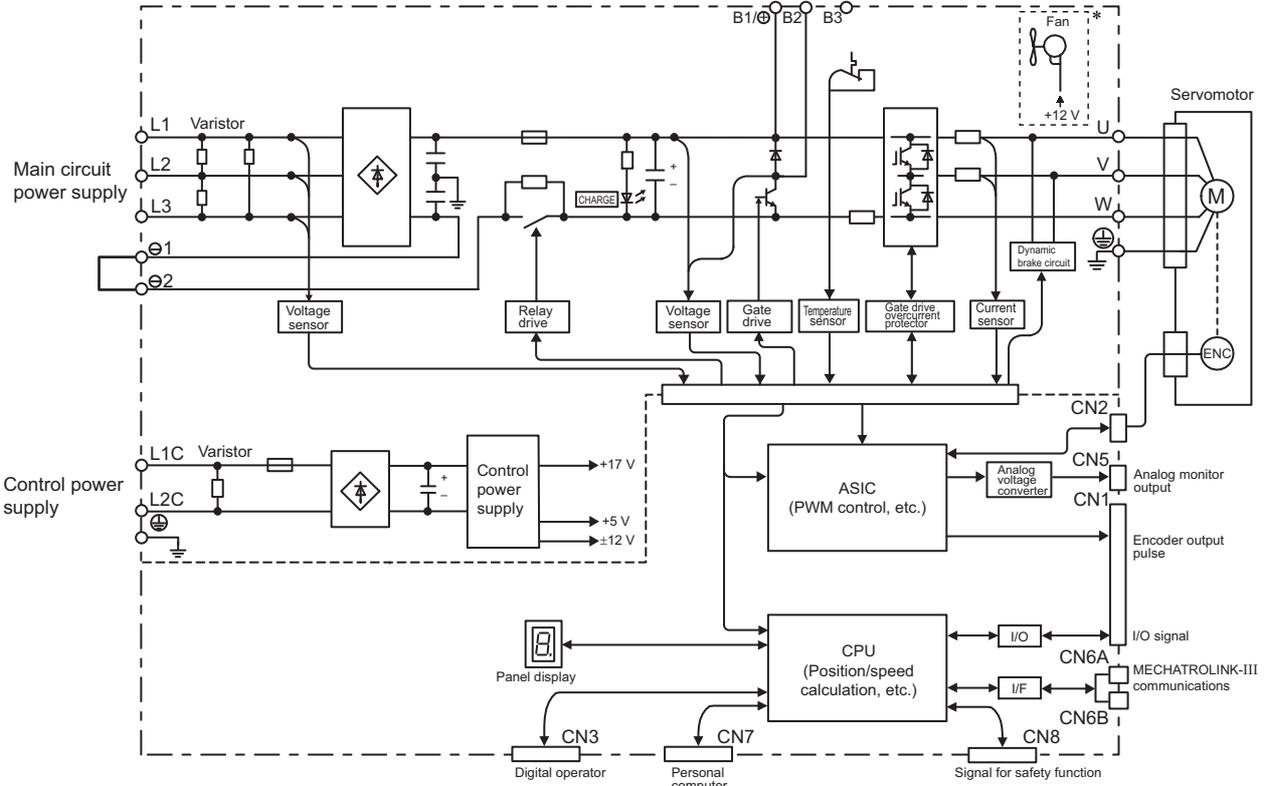 B1/⊕ B2 B3
Fan
*
+12 V
Servomotor
Main circuit
power supply
L1
Varistor
L2
L3
⊖1
⊖2
CHARGE
+
–
U
V
W
M
ENC
Dynamic
brake circuit
Voltage
sensor
Relay
drive
Voltage
sensor
Gate
drive
Temperature
sensor
Gate drive
overcurrent
protector
Current
sensor
Control power
supply
L1C
Varistor
L2C
+
–
Control
power
supply
+17 V
+5 V
±12 V
ASIC
(PWM control, etc.)
Analog
voltage
converter
CN2
CN5
Analog monitor
output
CN1
Encoder output
pulse
CPU
(Position/speed
calculation, etc.)
I/O
I/O signal
I/F
CN6A
MECHATROLINK-III
communications
CN6B
8.
Panel display
CN3
Digital operator
CN7
Personal
computer
CN8
Signal for safety function